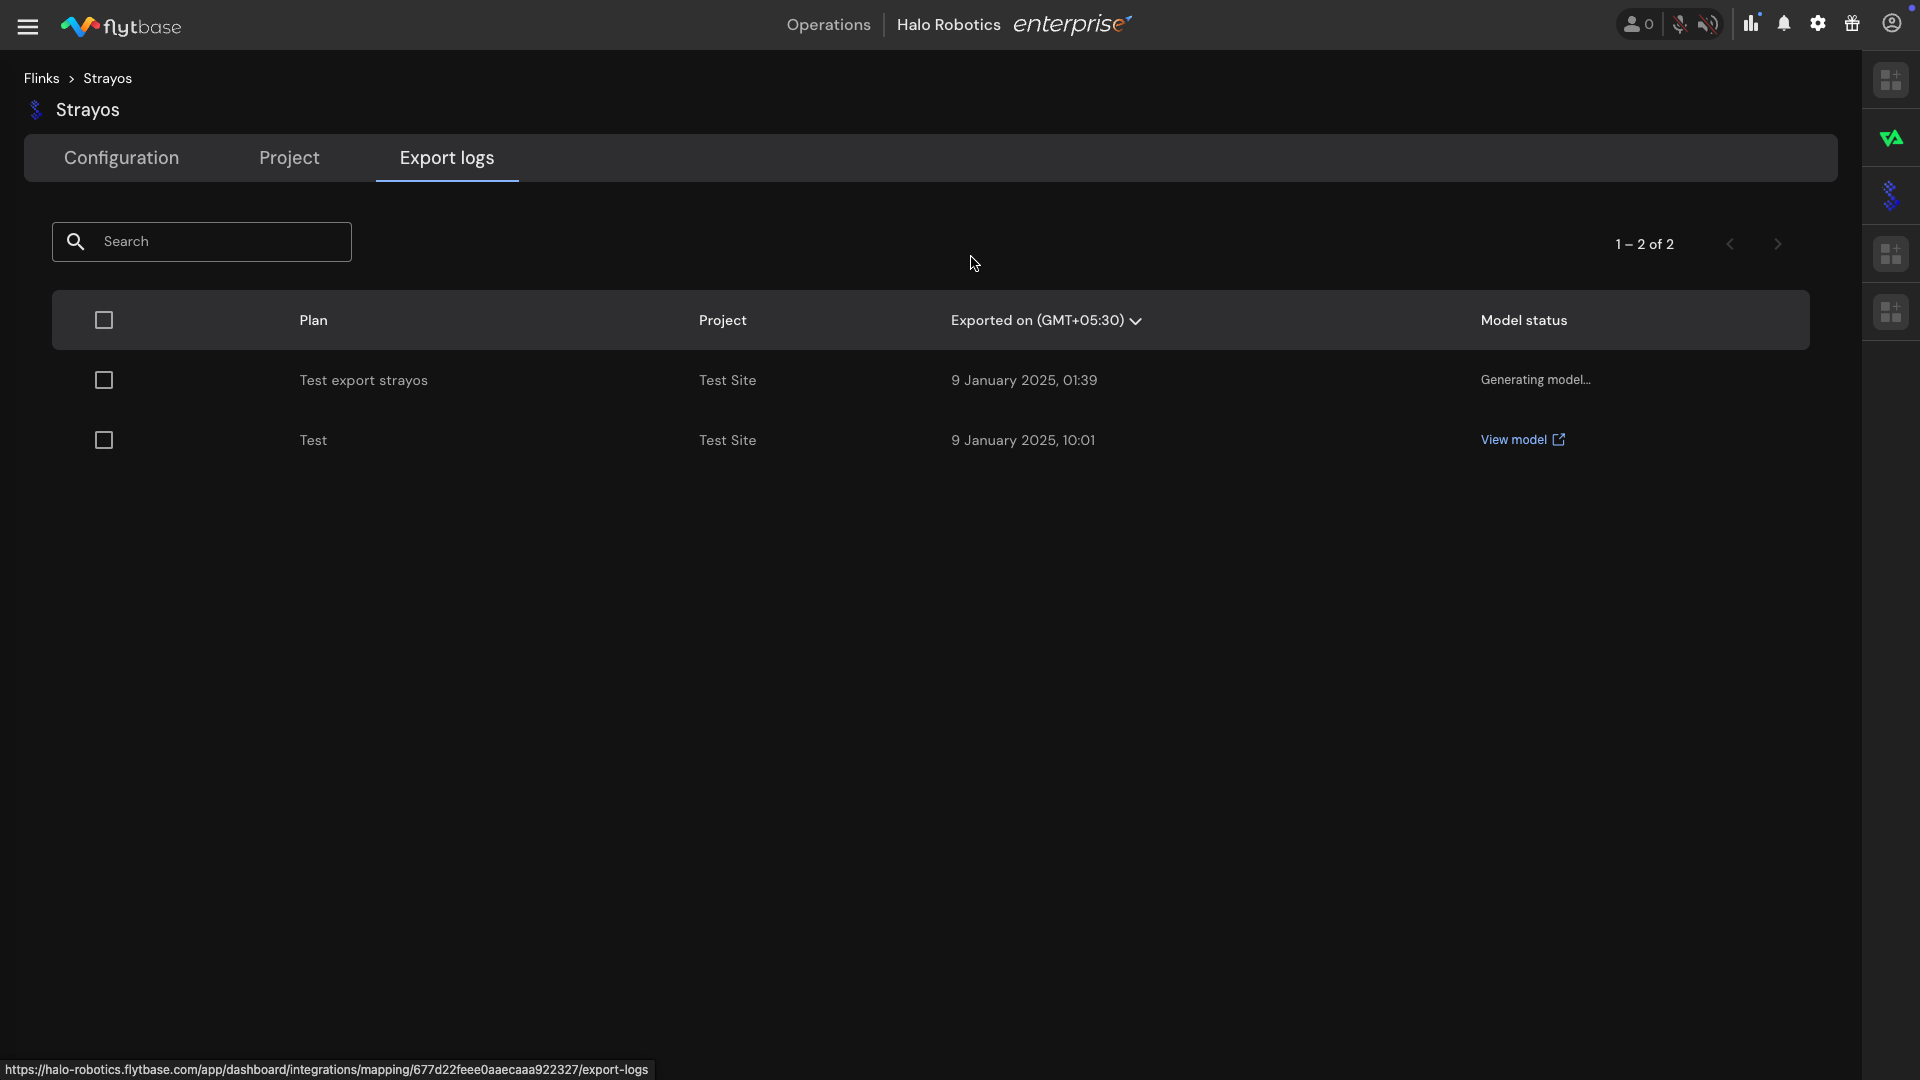 flytbase
Operations
Halo Robotics enterprise
0
Flinks > Strayos
Strayos
Configuration
Project
Export logs
Search
1 – 2 of 2
Plan
Project
Exported on (GMT+05:30)
Model status
Test export strayos
Test Site
9 January 2025, 01:39
Generating model...
Test
Test Site
9 January 2025, 10:01
View model
https://halo-robotics.flytbase.com/app/dashboard/integrations/mapping/677d22feee0aaecaaa922327/export-logs